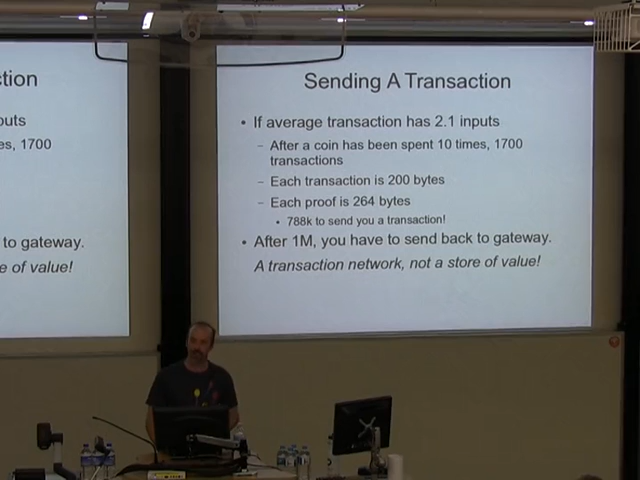 ction
outs
es, 1700
to gateway.
e of value!
Sending A Transaction
• If average transaction has 2.1 inputs
– After a coin has been spent 10 times, 1700
transactions
– Each transaction is 200 bytes
– Each proof is 264 bytes
• 788k to send you a transaction!
• After 1M, you have to send back to gateway.
A transaction network, not a store of value!